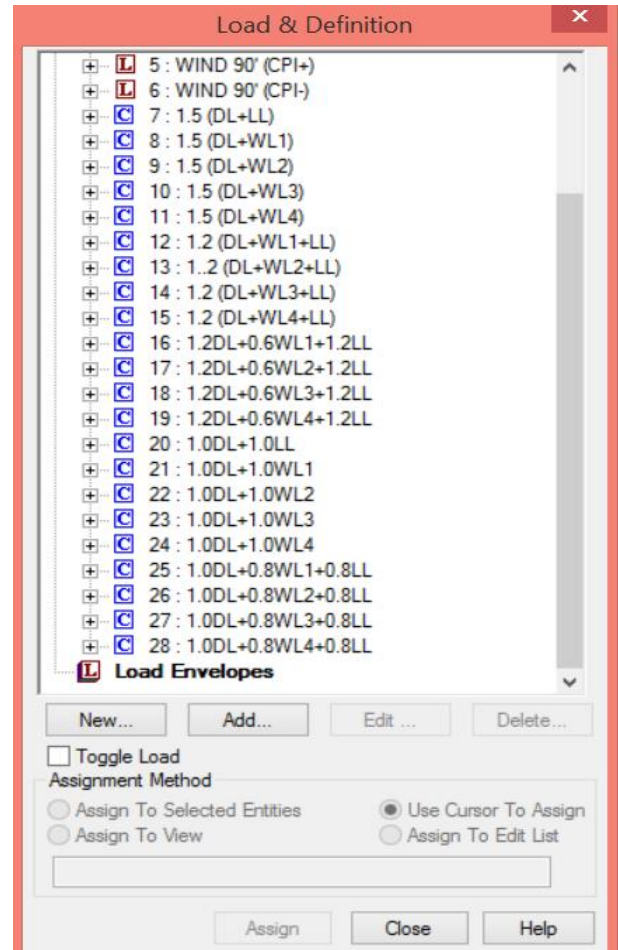 Load & Definition
5 : WIND 90' (CPI+)
6 : WIND 90' (CPI-)
7 : 1.5 (DL+LL)
8 : 1.5 (DL+WL1)
9 : 1.5 (DL+WL2)
10 : 1.5 (DL+WL3)
11 : 1.5 (DL+WL4)
12 : 1.2 (DL+WL1+LL)
13 : 1..2 (DL+WL2+LL)
14 : 1.2 (DL+WL3+LL)
15 : 1.2 (DL+WL4+LL)
16 : 1.2DL+0.6WL1+1.2LL
17 : 1.2DL+0.6WL2+1.2LL
18 : 1.2DL+0.6WL3+1.2LL
19 : 1.2DL+0.6WL4+1.2LL
20 : 1.0DL+1.0LL
21 : 1.0DL+1.0WL1
22 : 1.0DL+1.0WL2
23 : 1.0DL+1.0WL3
24 : 1.0DL+1.0WL4
25 : 1.0DL+0.8WL1+0.8LL
26 : 1.0DL+0.8WL2+0.8LL
27 : 1.0DL+0.8WL3+0.8LL
28 : 1.0DL+0.8WL4+0.8LL
Load Envelopes
New... Add... Edit ... Delete...
Toggle Load
Assignment Method
Assign To Selected Entities Use Cursor To Assign
Assign To View Assign To Edit List
Assign Close Help